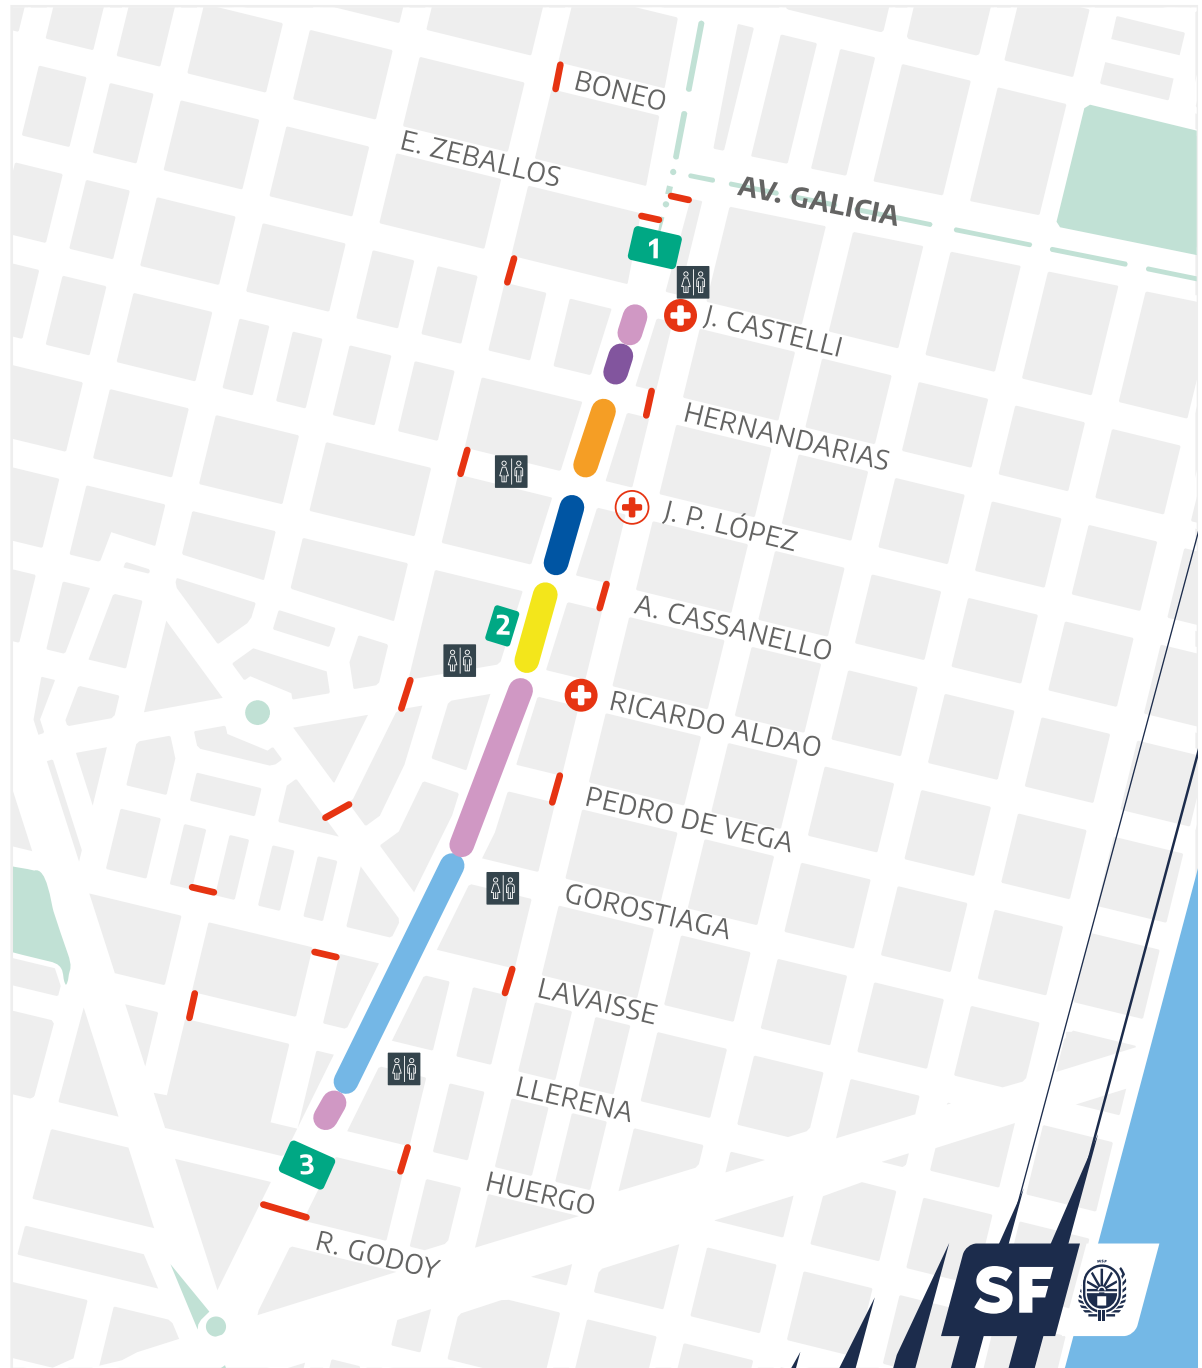 BONEO
E. ZEBALLOS
AV. GALICIA
1
J. CASTELLI
HERNANDARIAS
J. P. LÓPEZ
A. CASSANELLO
2
RICARDO ALDAO
PEDRO DE VEGA
GOROSTIAGA
LAVAISSE
LLERENA
3
HUERGO
R. GODOY
SF